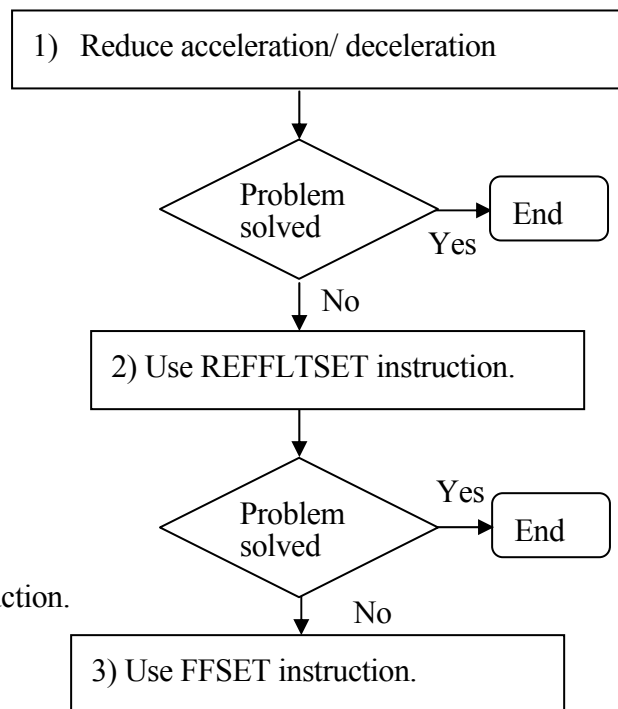 1) Reduce acceleration/ deceleration
Problem
solved
Yes
End
No
2) Use REFFLTSET instruction.
Problem
solved
Yes
End
No
3) Use FFSET instruction.